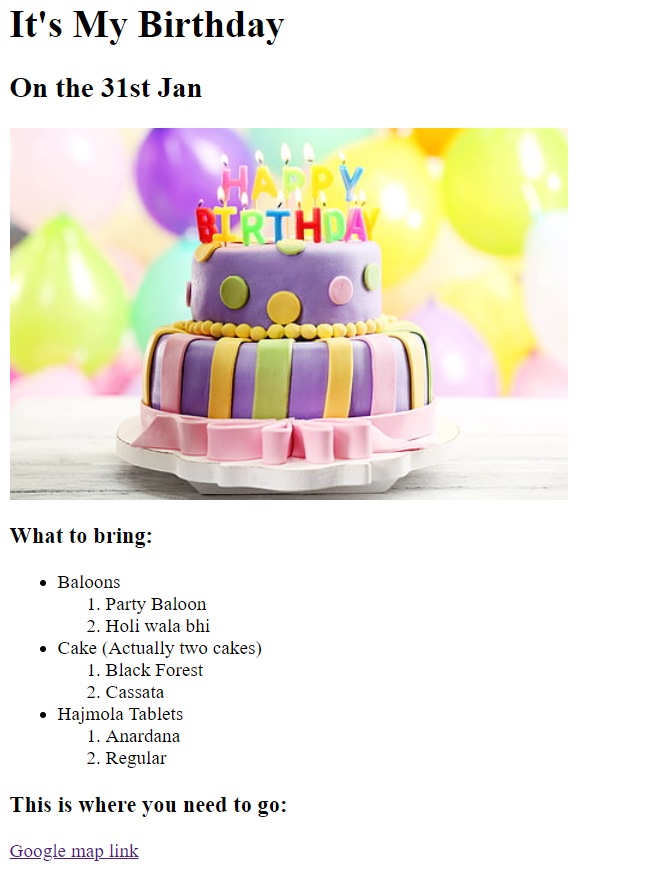 It's My Birthday
On the 31st Jan
HAPPY
BIRTHDAY
What to bring:
• Baloons
1. Party Baloon
2. Holi wala bhi
• Cake (Actually two cakes)
1. Black Forest
2. Cassata
• Hajmola Tablets
1. Anardana
2. Regular
This is where you need to go:
Google map link